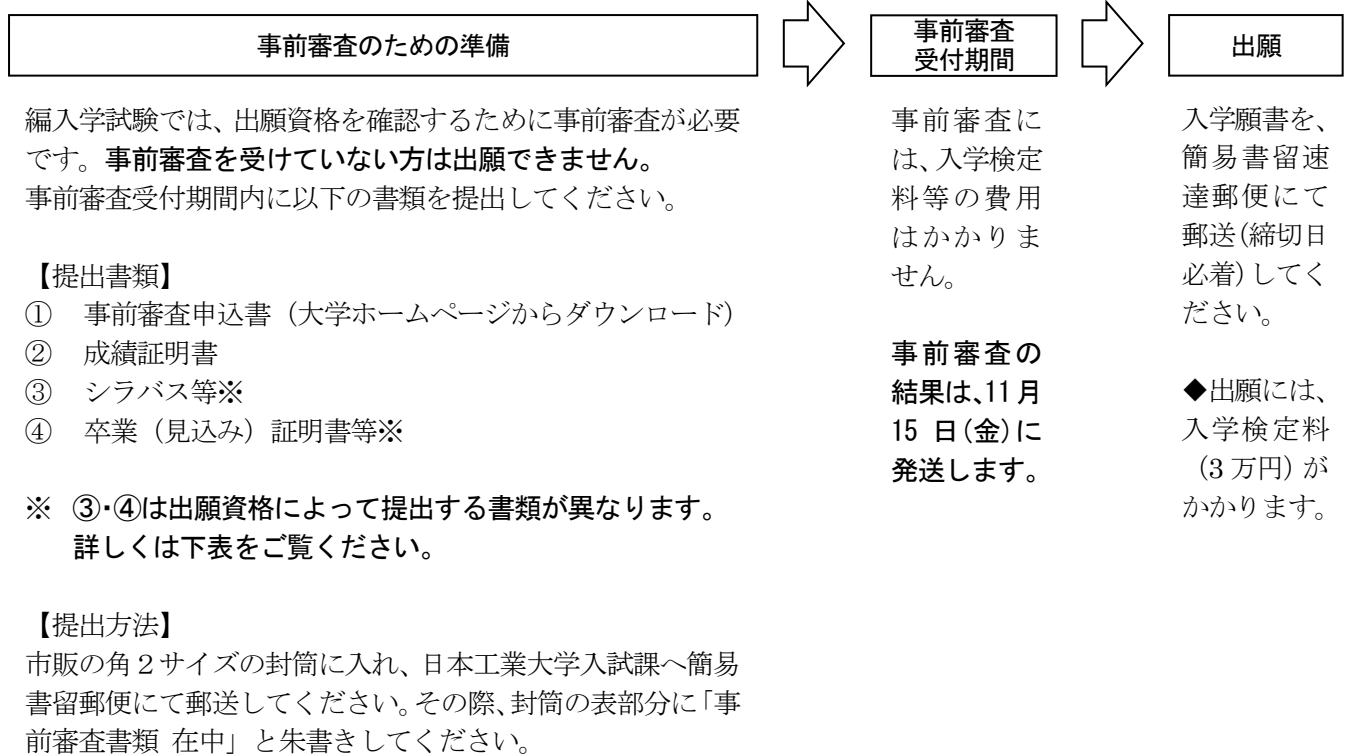 事前審査のための準備
編入学試験では、出願資格を確認するために事前審査が必要
です。事前審査を受けていない方は出願できません。
事前審査受付期間内に以下の書類を提出してください。
【提出書類】
① 事前審査申込書（大学ホームページからダウンロード）
② 成績証明書
③ シラバス等※
④ 卒業（見込み）証明書等※
※ ③・④は出願資格によって提出する書類が異なります。
詳しくは下表をご覧ください。
【提出方法】
市販の角２サイズの封筒に入れ、日本工業大学入試課へ簡易
書留郵便にて郵送してください。その際、封筒の表部分に「事
前審査書類 在中」と朱書きしてください。
事前審査
受付期間
事前審査に
は、入学検定
料等の費用
はかかりま
せん。
事前審査の
結果は、11月
15 日(金)に
発送します。
出願
入学願書を、
簡易書留速
達郵便にて
郵送(締切日
必着)してく
ださい。
◆出願には、
入学検定料
（3万円）が
かかります。